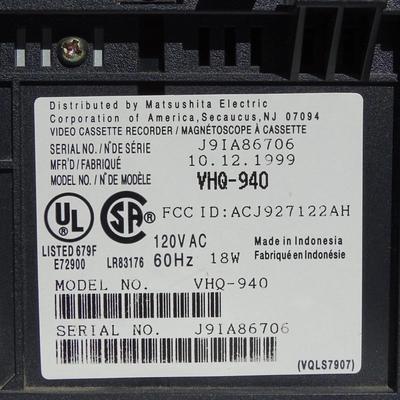 Distributed by Matsushita Electric
Corporation of America, Secaucus, NJ 07094
VIDEO CASSETTE RECORDER / MAGNÉTOSCOPE À CASSETTE
SERIAL NO. / N° DE SÉRIE J9IA86706
MFR'D / FABRIQUÉ 10.12.1999
MODEL NO. / N° DE MODÈLE VHQ-940
UL ® SA ® FCC ID: ACJ927122AH
LISTED 679F
E72900
LR83176
120V AC
60Hz 18W
Made in Indonesia
Fabriqué en Indonésie
MODEL NO. VHQ-940
SERIAL NO. J9IA86706
(VQLS7907)